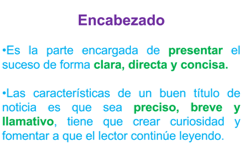 Encabezado
•Es la parte encargada de presentar el
suceso de forma clara, directa y concisa.
•Las características de un buen título de
noticia es que sea preciso, breve y
llamativo, tiene que crear curiosidad y
fomentar a que el lector continúe leyendo.